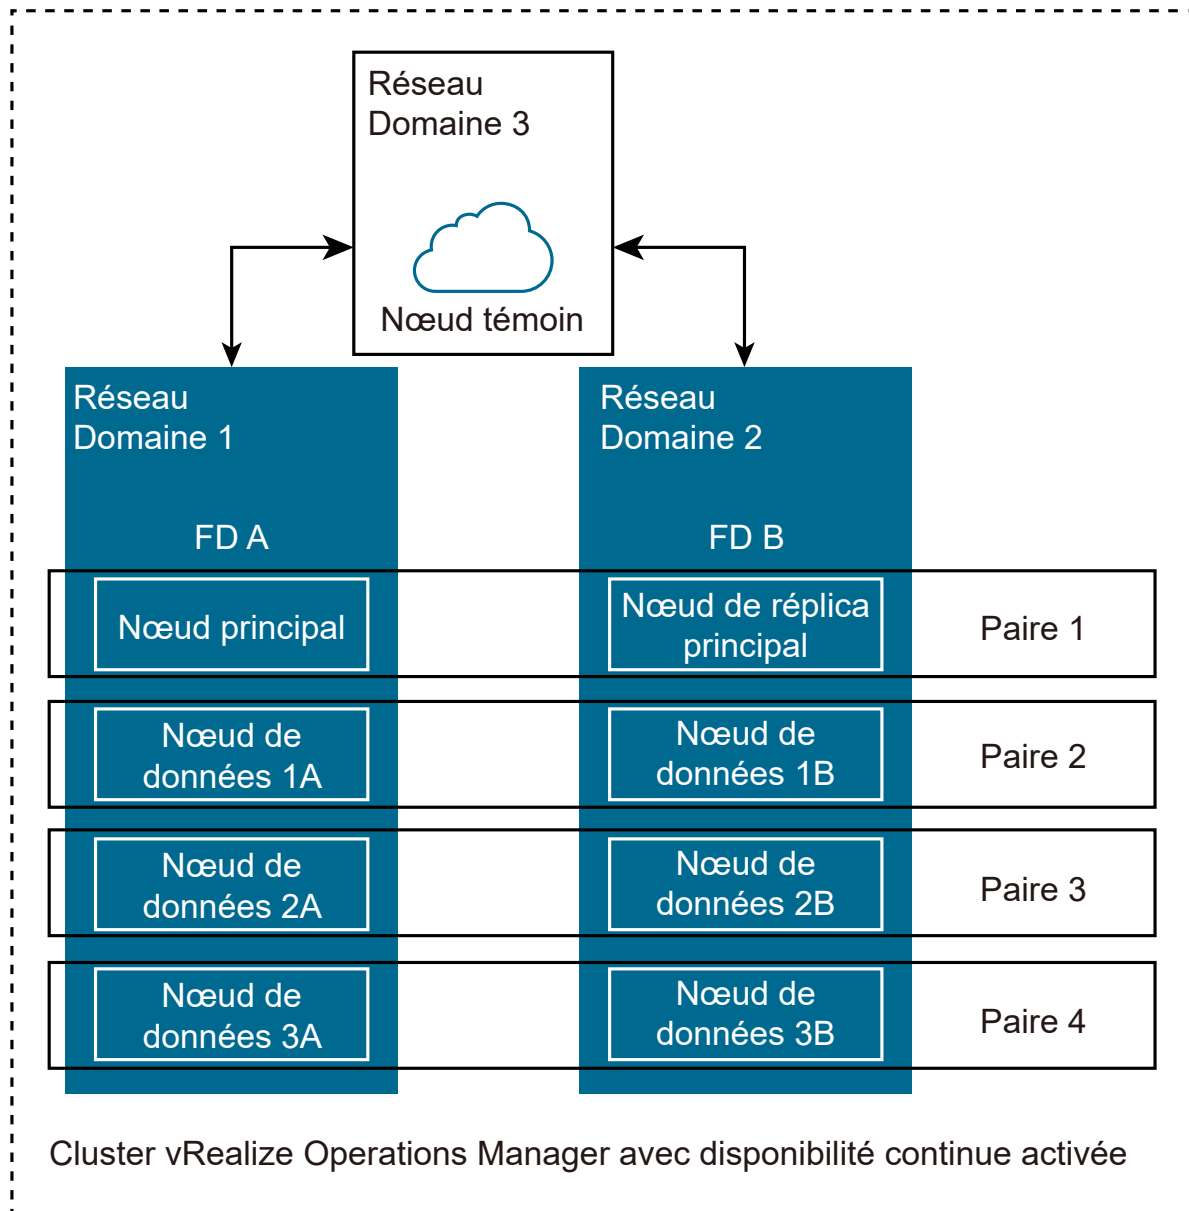 Réseau
Domaine 3
Nœud témoin
Réseau
Domaine 1
Réseau
Domaine 2
FD A
FD B
Nœud principal
Nœud de réplica
principal
Paire 1
Nœud de
données 1A
Nœud de
données 1B
Paire 2
Nœud de
données 2A
Nœud de
données 2B
Paire 3
Nœud de
données 3A
Nœud de
données 3B
Paire 4
Cluster vRealize Operations Manager avec disponibilité continue activée